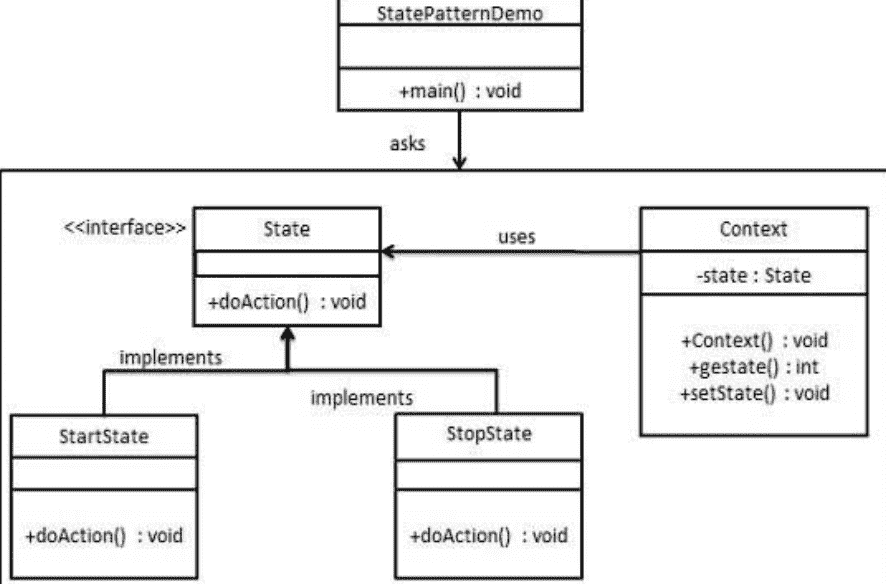 StatePatternDemo
+main() : void
asks
<<interface>>
State
+doAction() : void
uses
Context
-state : State
+Context() : void
+gestate() : int
+setState() : void
implements
implements
StartState
+doAction() : void
StopState
+doAction() : void